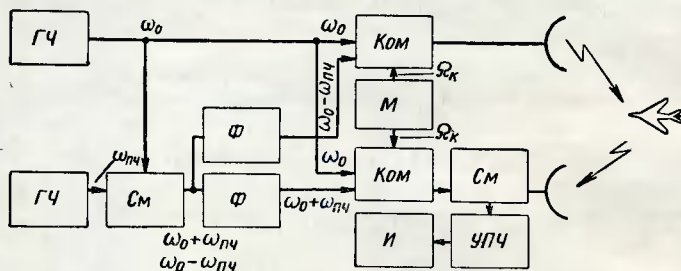 ГЧ
ω₀
ω₀
Ком
Ωк
ω₀-ωпч
М
Ωк
Ф
ω₀
ωпч
ГЧ
См
Ф
ω₀+ωпч
Ком
См
ω₀+ωпч
ω₀-ωпч
И
УПЧ